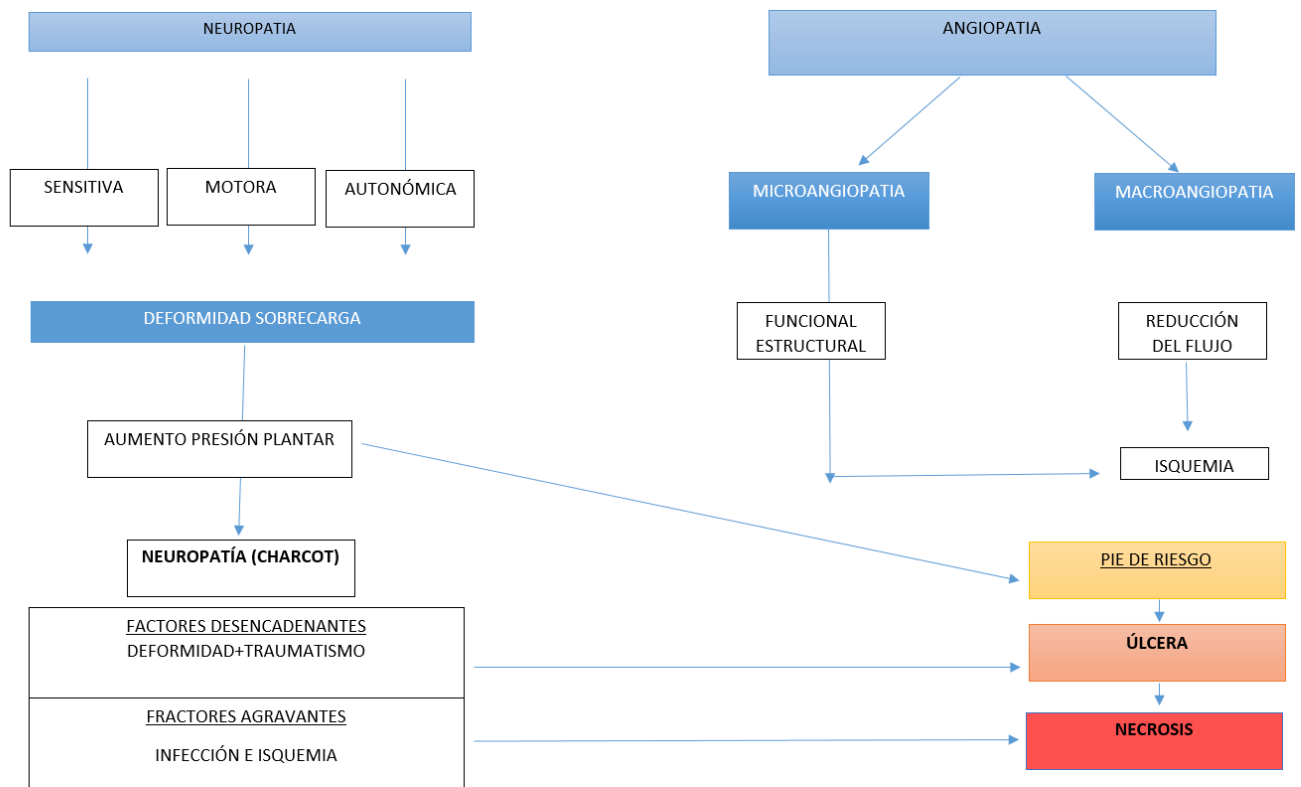 NEUROPATIA
ANGIOPATIA
SENSITIVA
MOTORA
AUTONÓMICA
MICROANGIOPATIA
MACROANGIOPATIA
DEFORMIDAD SOBRECARGA
FUNCIONAL
ESTRUCTURAL
REDUCCIÓN
DEL FLUJO
AUMENTO PRESIÓN PLANTAR
ISQUEMIA
NEUROPATÍA (CHARCOT)
PIE DE RIESGO
FACTORES DESENCADENANTES
DEFORMIDAD+TRAUMATISMO
ÚLCERA
FRACTORES AGRAVANTES
INFECCIÓN E ISQUEMIA
NECROSIS